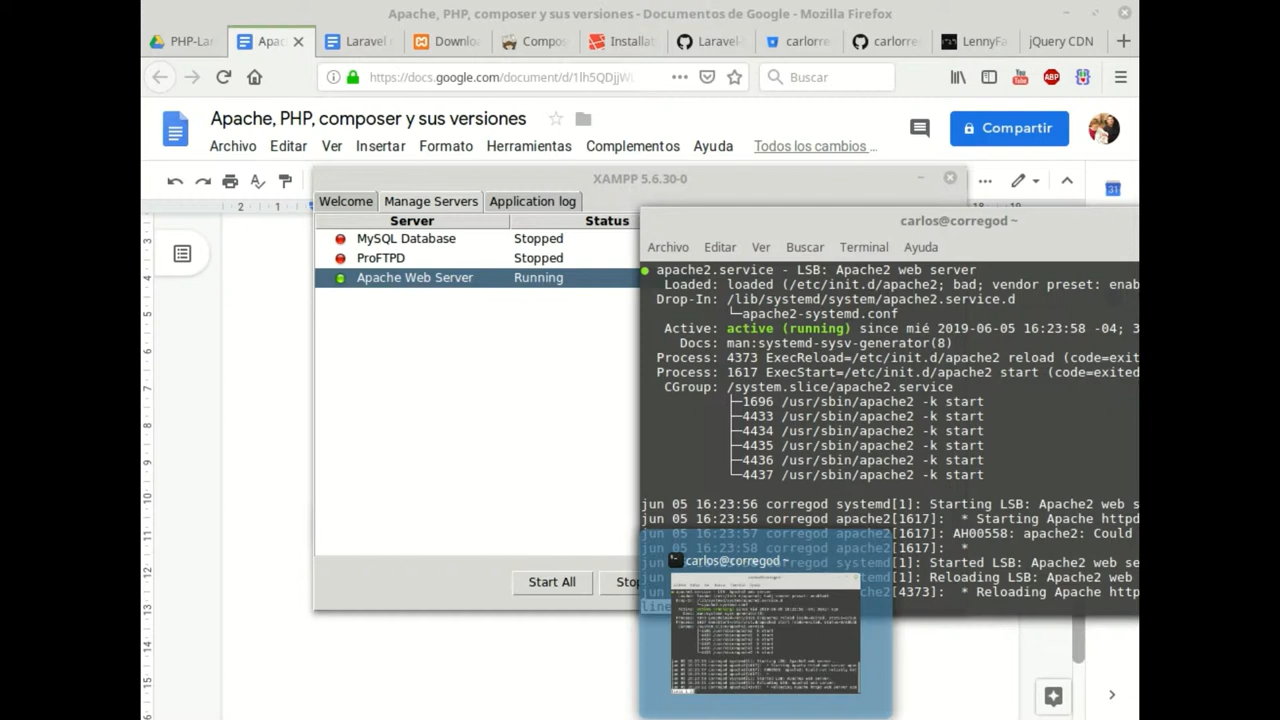 Apache, PHP, composer y sus versiones - Documentos de Google - Mozilla Firefox
PHP-La
Apac
Laravel
Downlo
Compos
Installat
Laravel-
carlorre
carlorre
LennyFa
jQuery CDN
https://docs.google.com/document/d/1lh5QDjjW
Buscar
Apache, PHP, composer y sus versiones
Compartir
Archivo Editar Ver Insertar Formato Herramientas Complementos Ayuda Todos los cambios ...
XAMPP 5.6.30-0
Welcome Manage Servers Application log
Server Status
MySQL Database Stopped
ProFTPD Stopped
Apache Web Server Running
Start All Stop
carlos@corregod ~
Archivo Editar Ver Buscar Terminal Ayuda
● apache2.service - LSB: Apache2 web server
Loaded: loaded (/etc/init.d/apache2; bad; vendor preset: enab
Drop-In: /lib/systemd/system/apache2.service.d
└─apache2-systemd.conf
Active: active (running) since mié 2019-06-05 16:23:58 -04; 3
Docs: man:systemd-sysv-generator(8)
Process: 4373 ExecReload=/etc/init.d/apache2 reload (code=exit
Process: 1617 ExecStart=/etc/init.d/apache2 start (code=exited
CGroup: /system.slice/apache2.service
├─1696 /usr/sbin/apache2 -k start
├─4433 /usr/sbin/apache2 -k start
├─4434 /usr/sbin/apache2 -k start
├─4435 /usr/sbin/apache2 -k start
├─4436 /usr/sbin/apache2 -k start
└─4437 /usr/sbin/apache2 -k start
jun 05 16:23:56 corregod systemd[1]: Starting LSB: Apache2 web s
jun 05 16:23:56 corregod apache2[1617]: * Starting Apache httpd
jun 05 16:23:57 corregod apache2[1617]: AH00558: apache2: Could
jun 05 16:23:58 corregod apache2[1617]: *
corregod systemd[1]: Started LSB: Apache2 web se
corregod systemd[1]: Reloading LSB: Apache2 web
corregod apache2[4373]: * Reloading Apache http
line
carlos@corregod ~